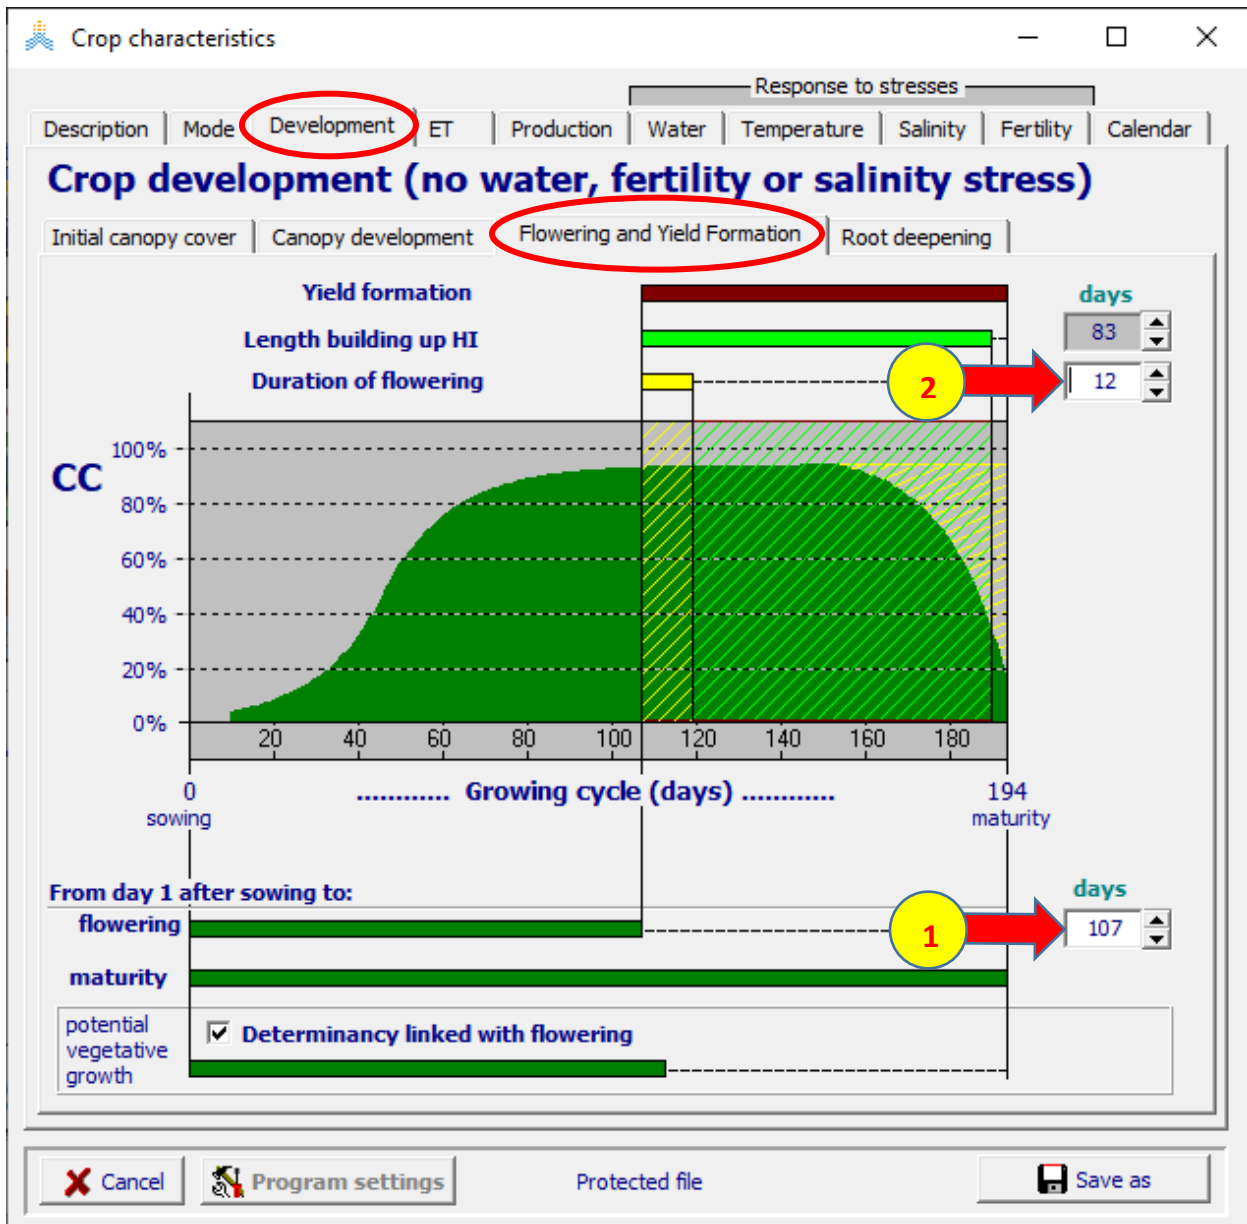 Crop characteristics
Response to stresses
Description Mode Development ET Production Water Temperature Salinity Fertility Calendar
Crop development (no water, fertility or salinity stress)
Initial canopy cover Canopy development Flowering and Yield Formation Root deepening
Yield formation days
Length building up HI 83
Duration of flowering 2 12
100%
CC
80%
60%
40%
20%
0%
20 40 60 80 100 120 140 160 180
0 ............ Growing cycle (days) ............ 194
sowing maturity
From day 1 after sowing to: days
flowering 1 107
maturity
potential
vegetative
growth
Determinancy linked with flowering
Cancel Program settings Protected file Save as